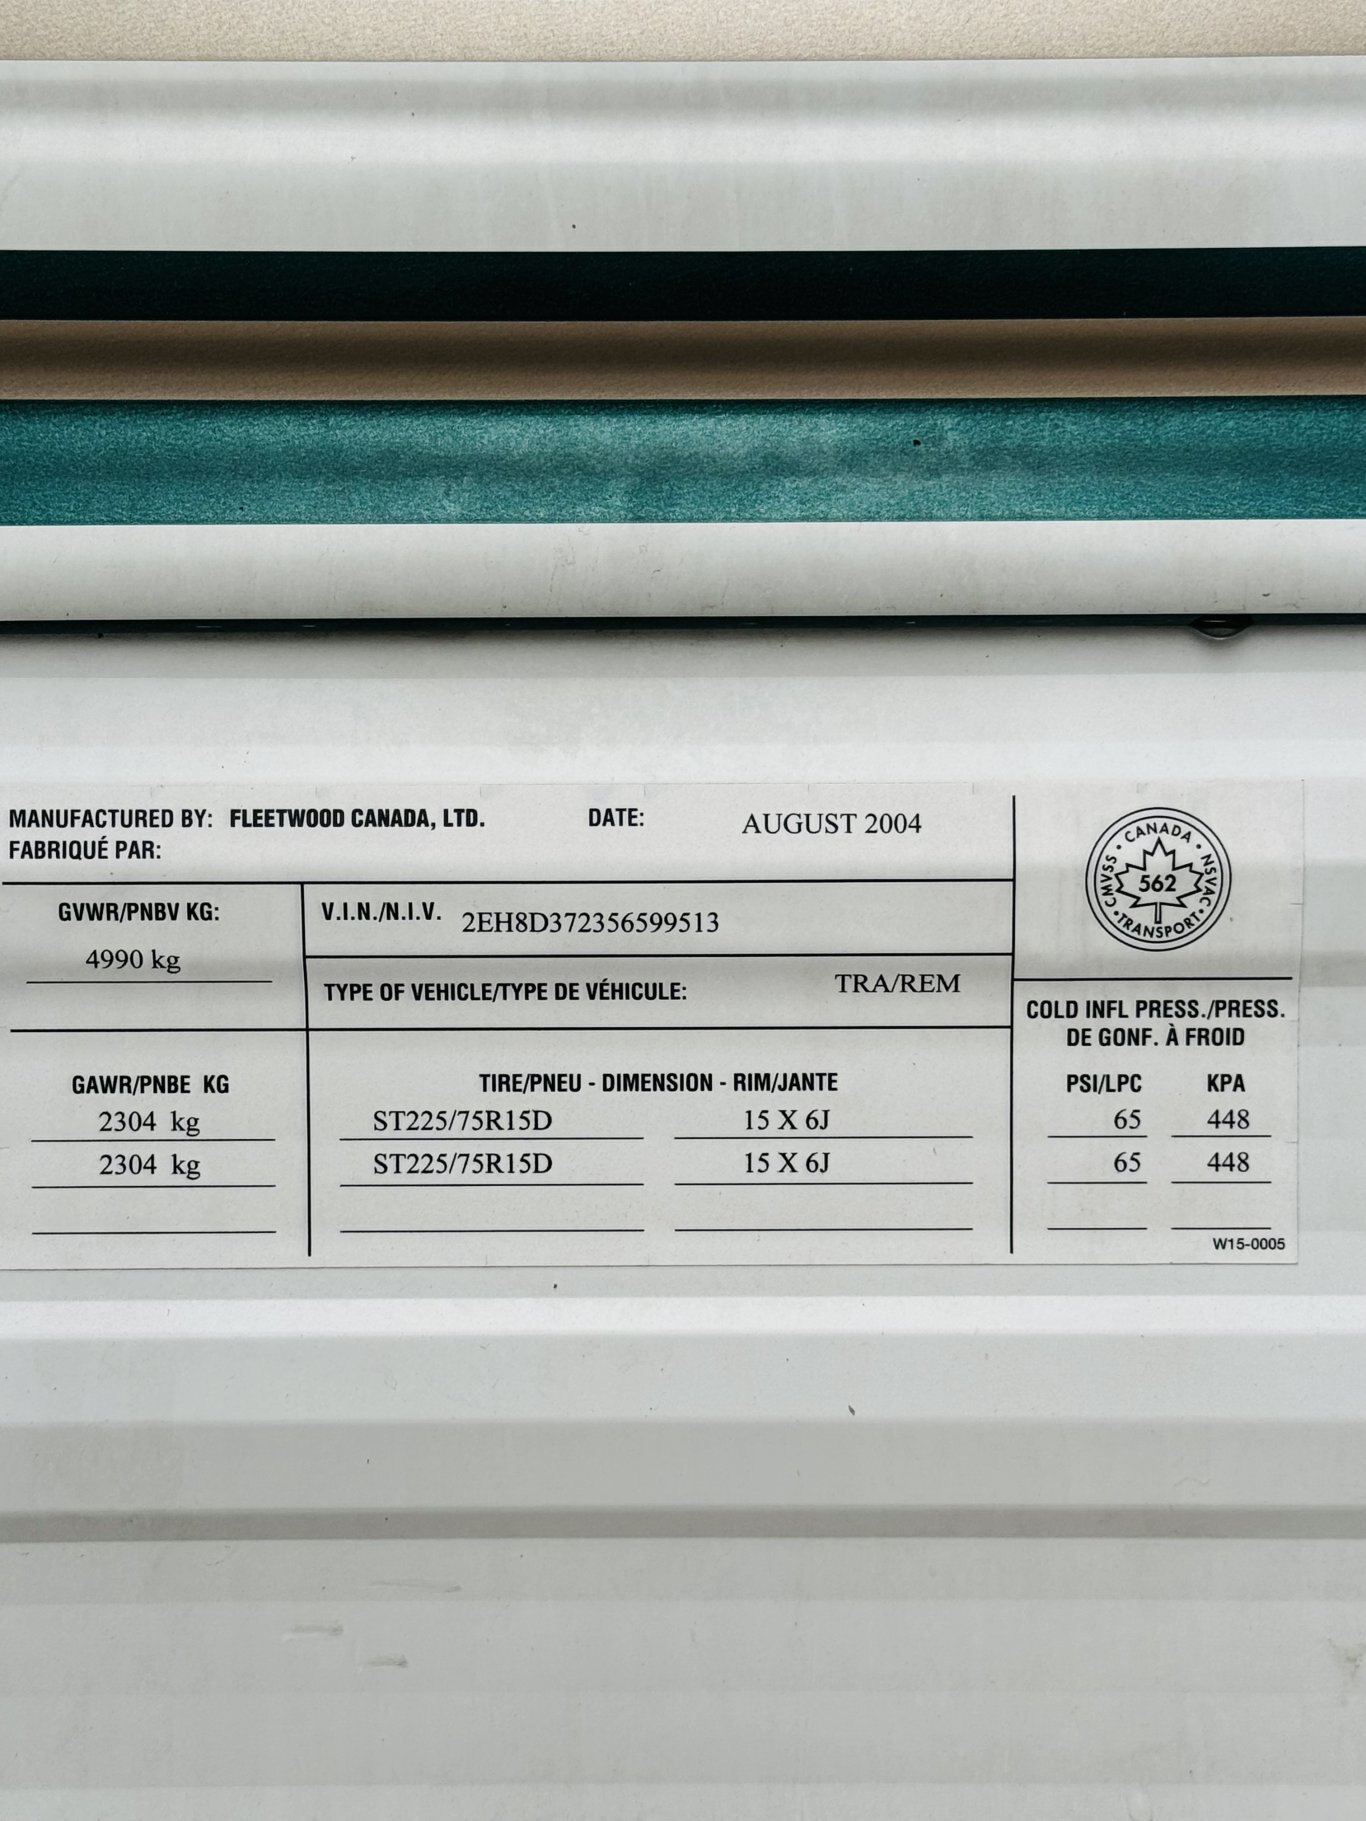 MANUFACTURED BY: FLEETWOOD CANADA, LTD. DATE: AUGUST 2004
FABRIQUÉ PAR:
CANADA
CMVSS 562 NSVAC
TRANSPORT
GVWR/PNBV KG:
4990 kg
V.I.N./N.I.V. 2EH8D372356599513
TYPE OF VEHICLE/TYPE DE VÉHICULE: TRA/REM
COLD INFL PRESS./PRESS.
DE GONF. À FROID
GAWR/PNBE KG TIRE/PNEU - DIMENSION - RIM/JANTE PSI/LPC KPA
2304 kg ST225/75R15D 15 X 6J 65 448
2304 kg ST225/75R15D 15 X 6J 65 448
W15-0005